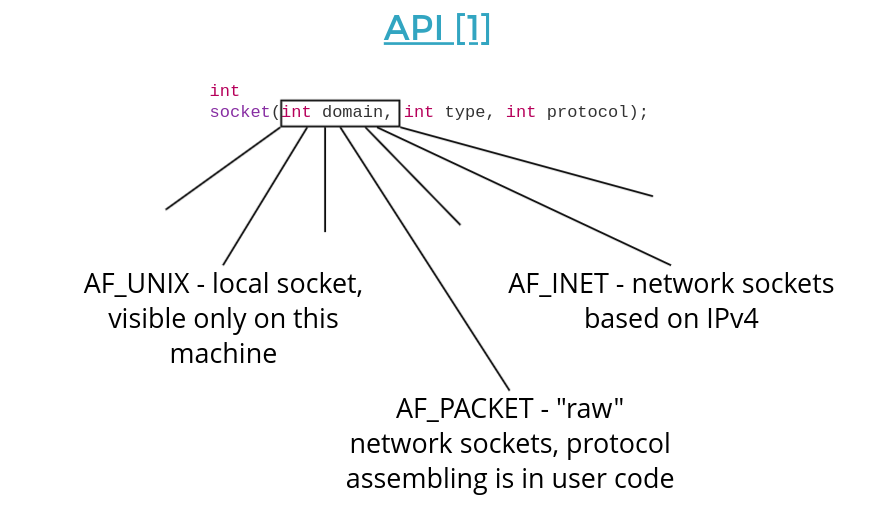 API [1]
int
socket(int domain, int type, int protocol);
AF_UNIX - local socket,
visible only on this
machine
AF_INET - network sockets
based on IPv4
AF_PACKET - "raw"
network sockets, protocol
assembling is in user code